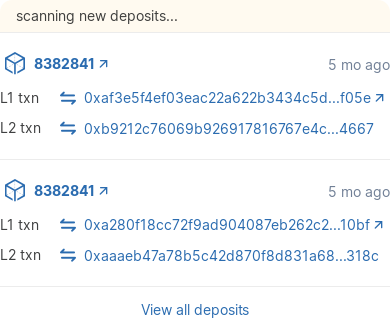 scanning new deposits...
8382841 5 mo ago
L1 txn 0xaf3e5f4ef03eac22a622b3434c5d...f05e
L2 txn 0xb9212c76069b926917816767e4c...4667
8382841 5 mo ago
L1 txn 0xa280f18cc72f9ad904087eb262c2...10bf
L2 txn 0xaaaeb47a78b5c42d870f8d831a68...318c
View all deposits